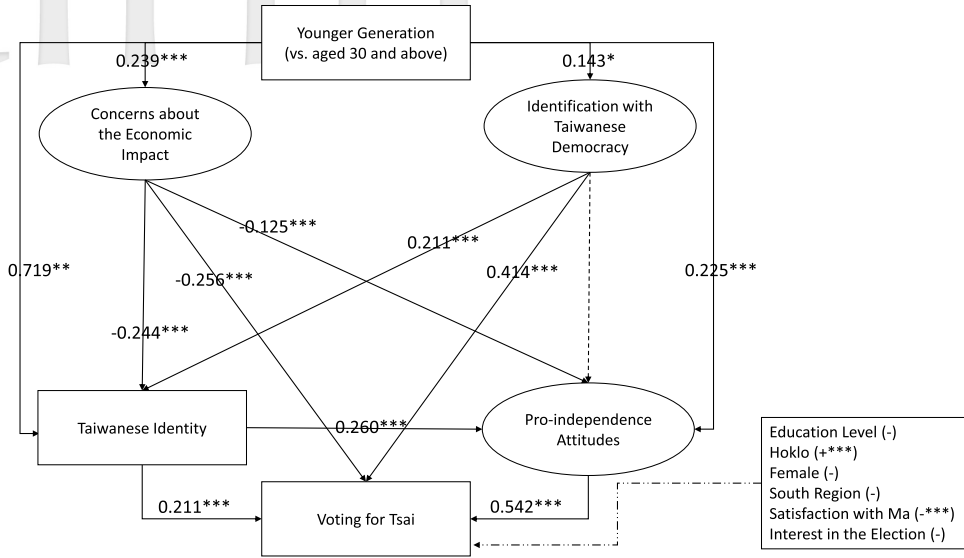 Younger Generation
(vs. aged 30 and above)
0.239***
0.143*
Concerns about
the Economic
Impact
Identification with
Taiwanese
Democracy
-0.125***
0.211***
0.719**
-0.256***
0.414***
0.225***
-0.244***
Taiwanese Identity
0.260***
Pro-independence
Attitudes
Education Level (-)
Hoklo (+***)
Female (-)
South Region (-)
Satisfaction with Ma (-***)
Interest in the Election (-)
0.211***
Voting for Tsai
0.542***